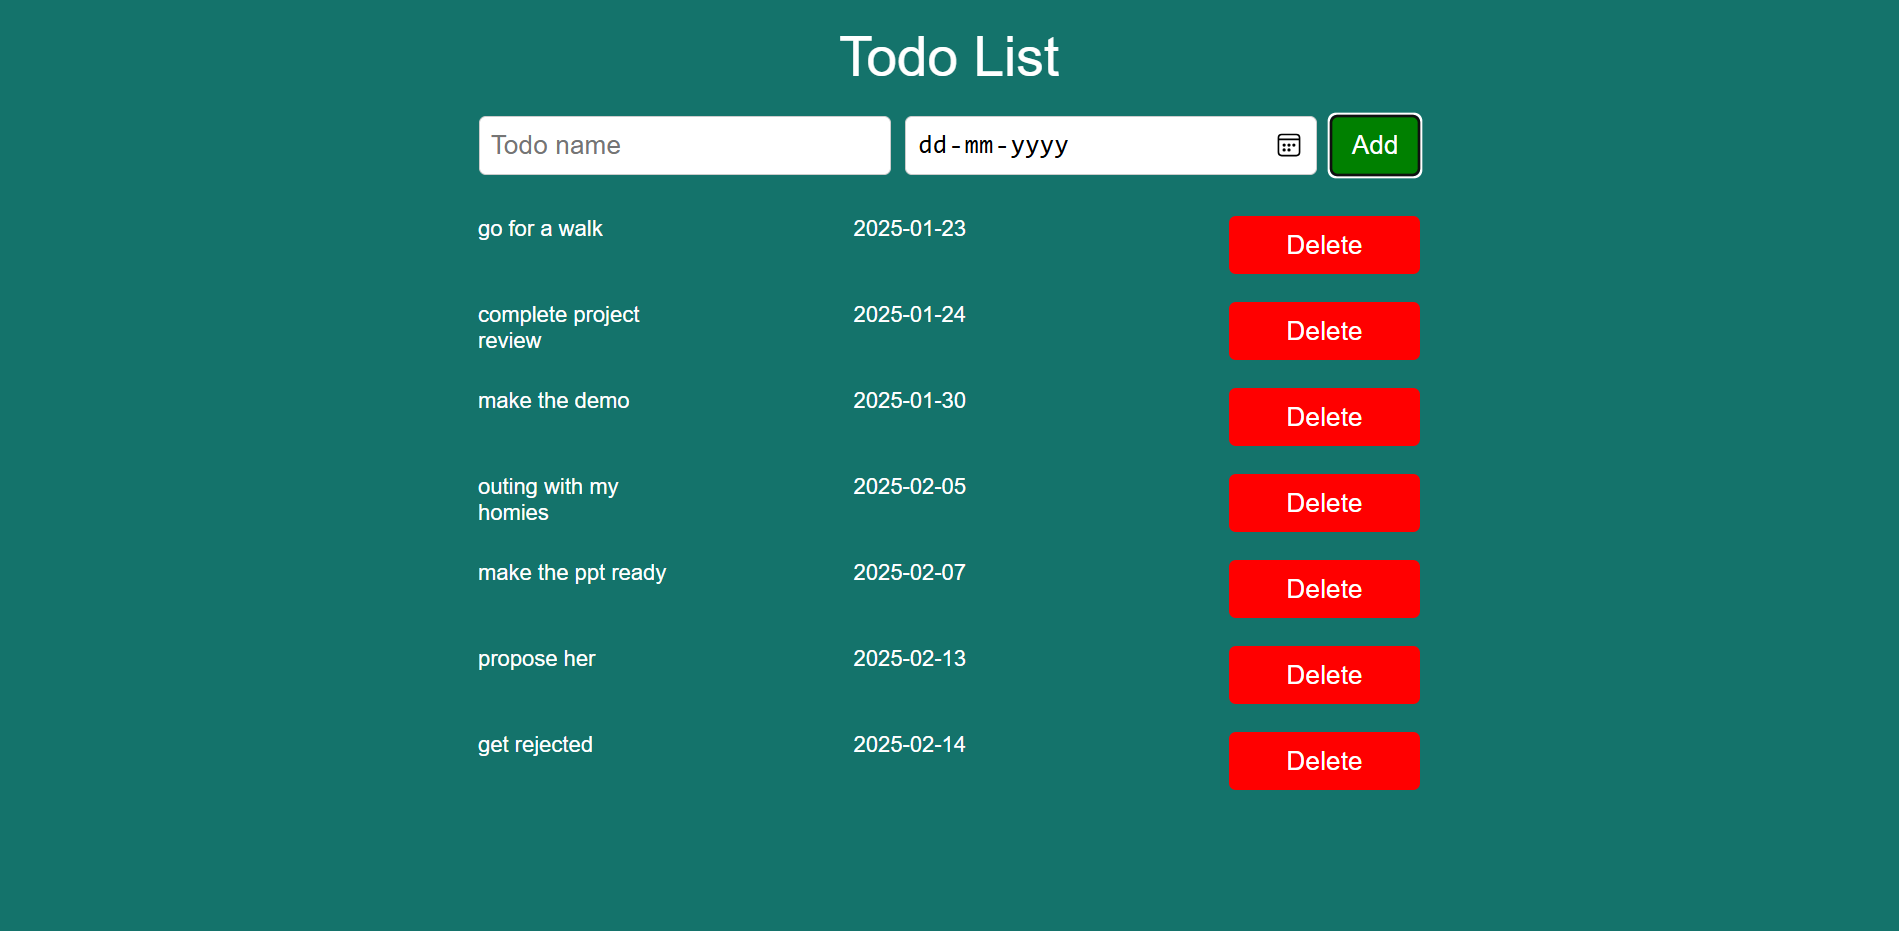 Todo List
Todo name
dd-mm-yyyy
Add
go for a walk
2025-01-23
Delete
complete project
review
2025-01-24
Delete
make the demo
2025-01-30
Delete
outing with my
homies
2025-02-05
Delete
make the ppt ready
2025-02-07
Delete
propose her
2025-02-13
Delete
get rejected
2025-02-14
Delete